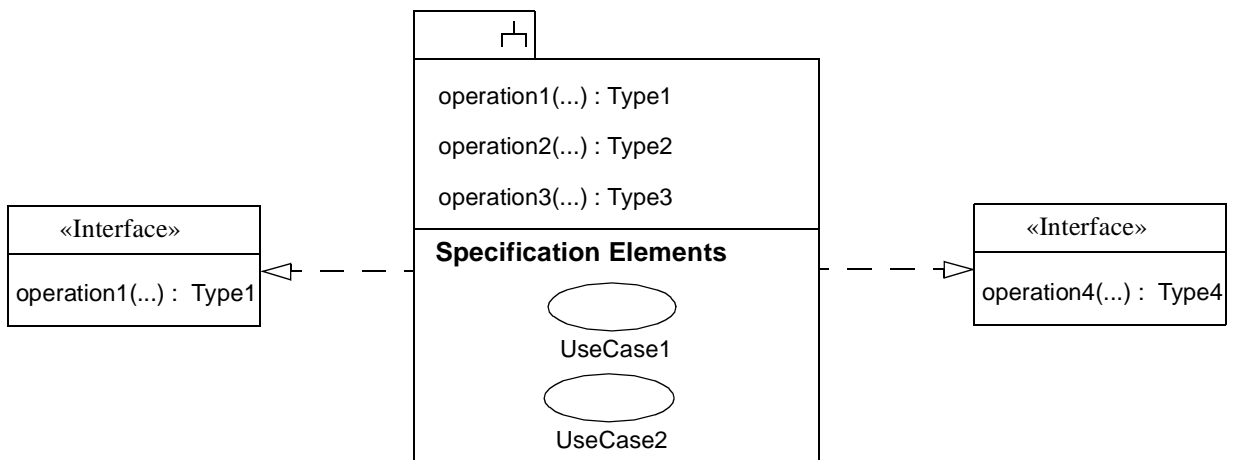 operation1(...) : Type1
operation2(...) : Type2
operation3(...) : Type3
«Interface»
operation1(...) : Type1
Specification Elements
UseCase1
UseCase2
«Interface»
operation4(...) : Type4